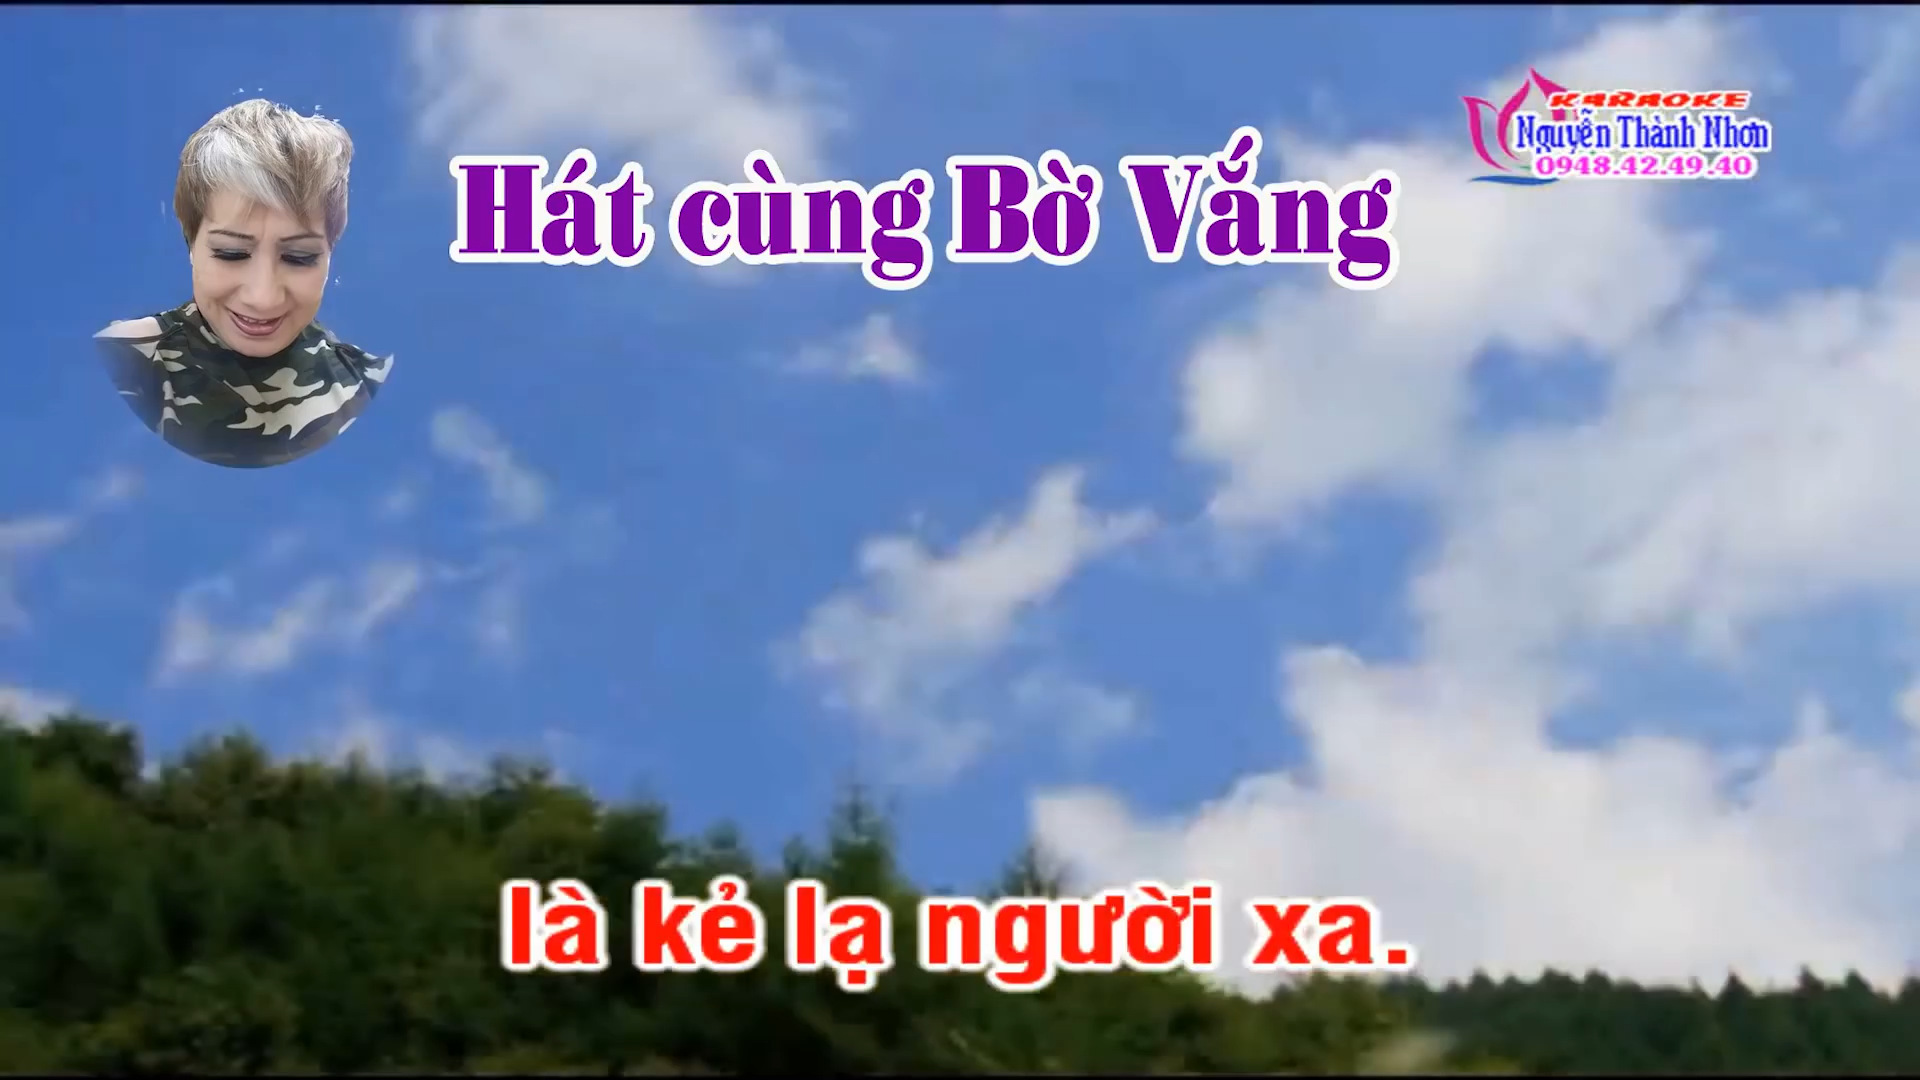 KARAOKE
Nguyễn Thành Nhơn
0948.42.49.40
Hát cùng Bờ Vắng
là kẻ lạ người xa.